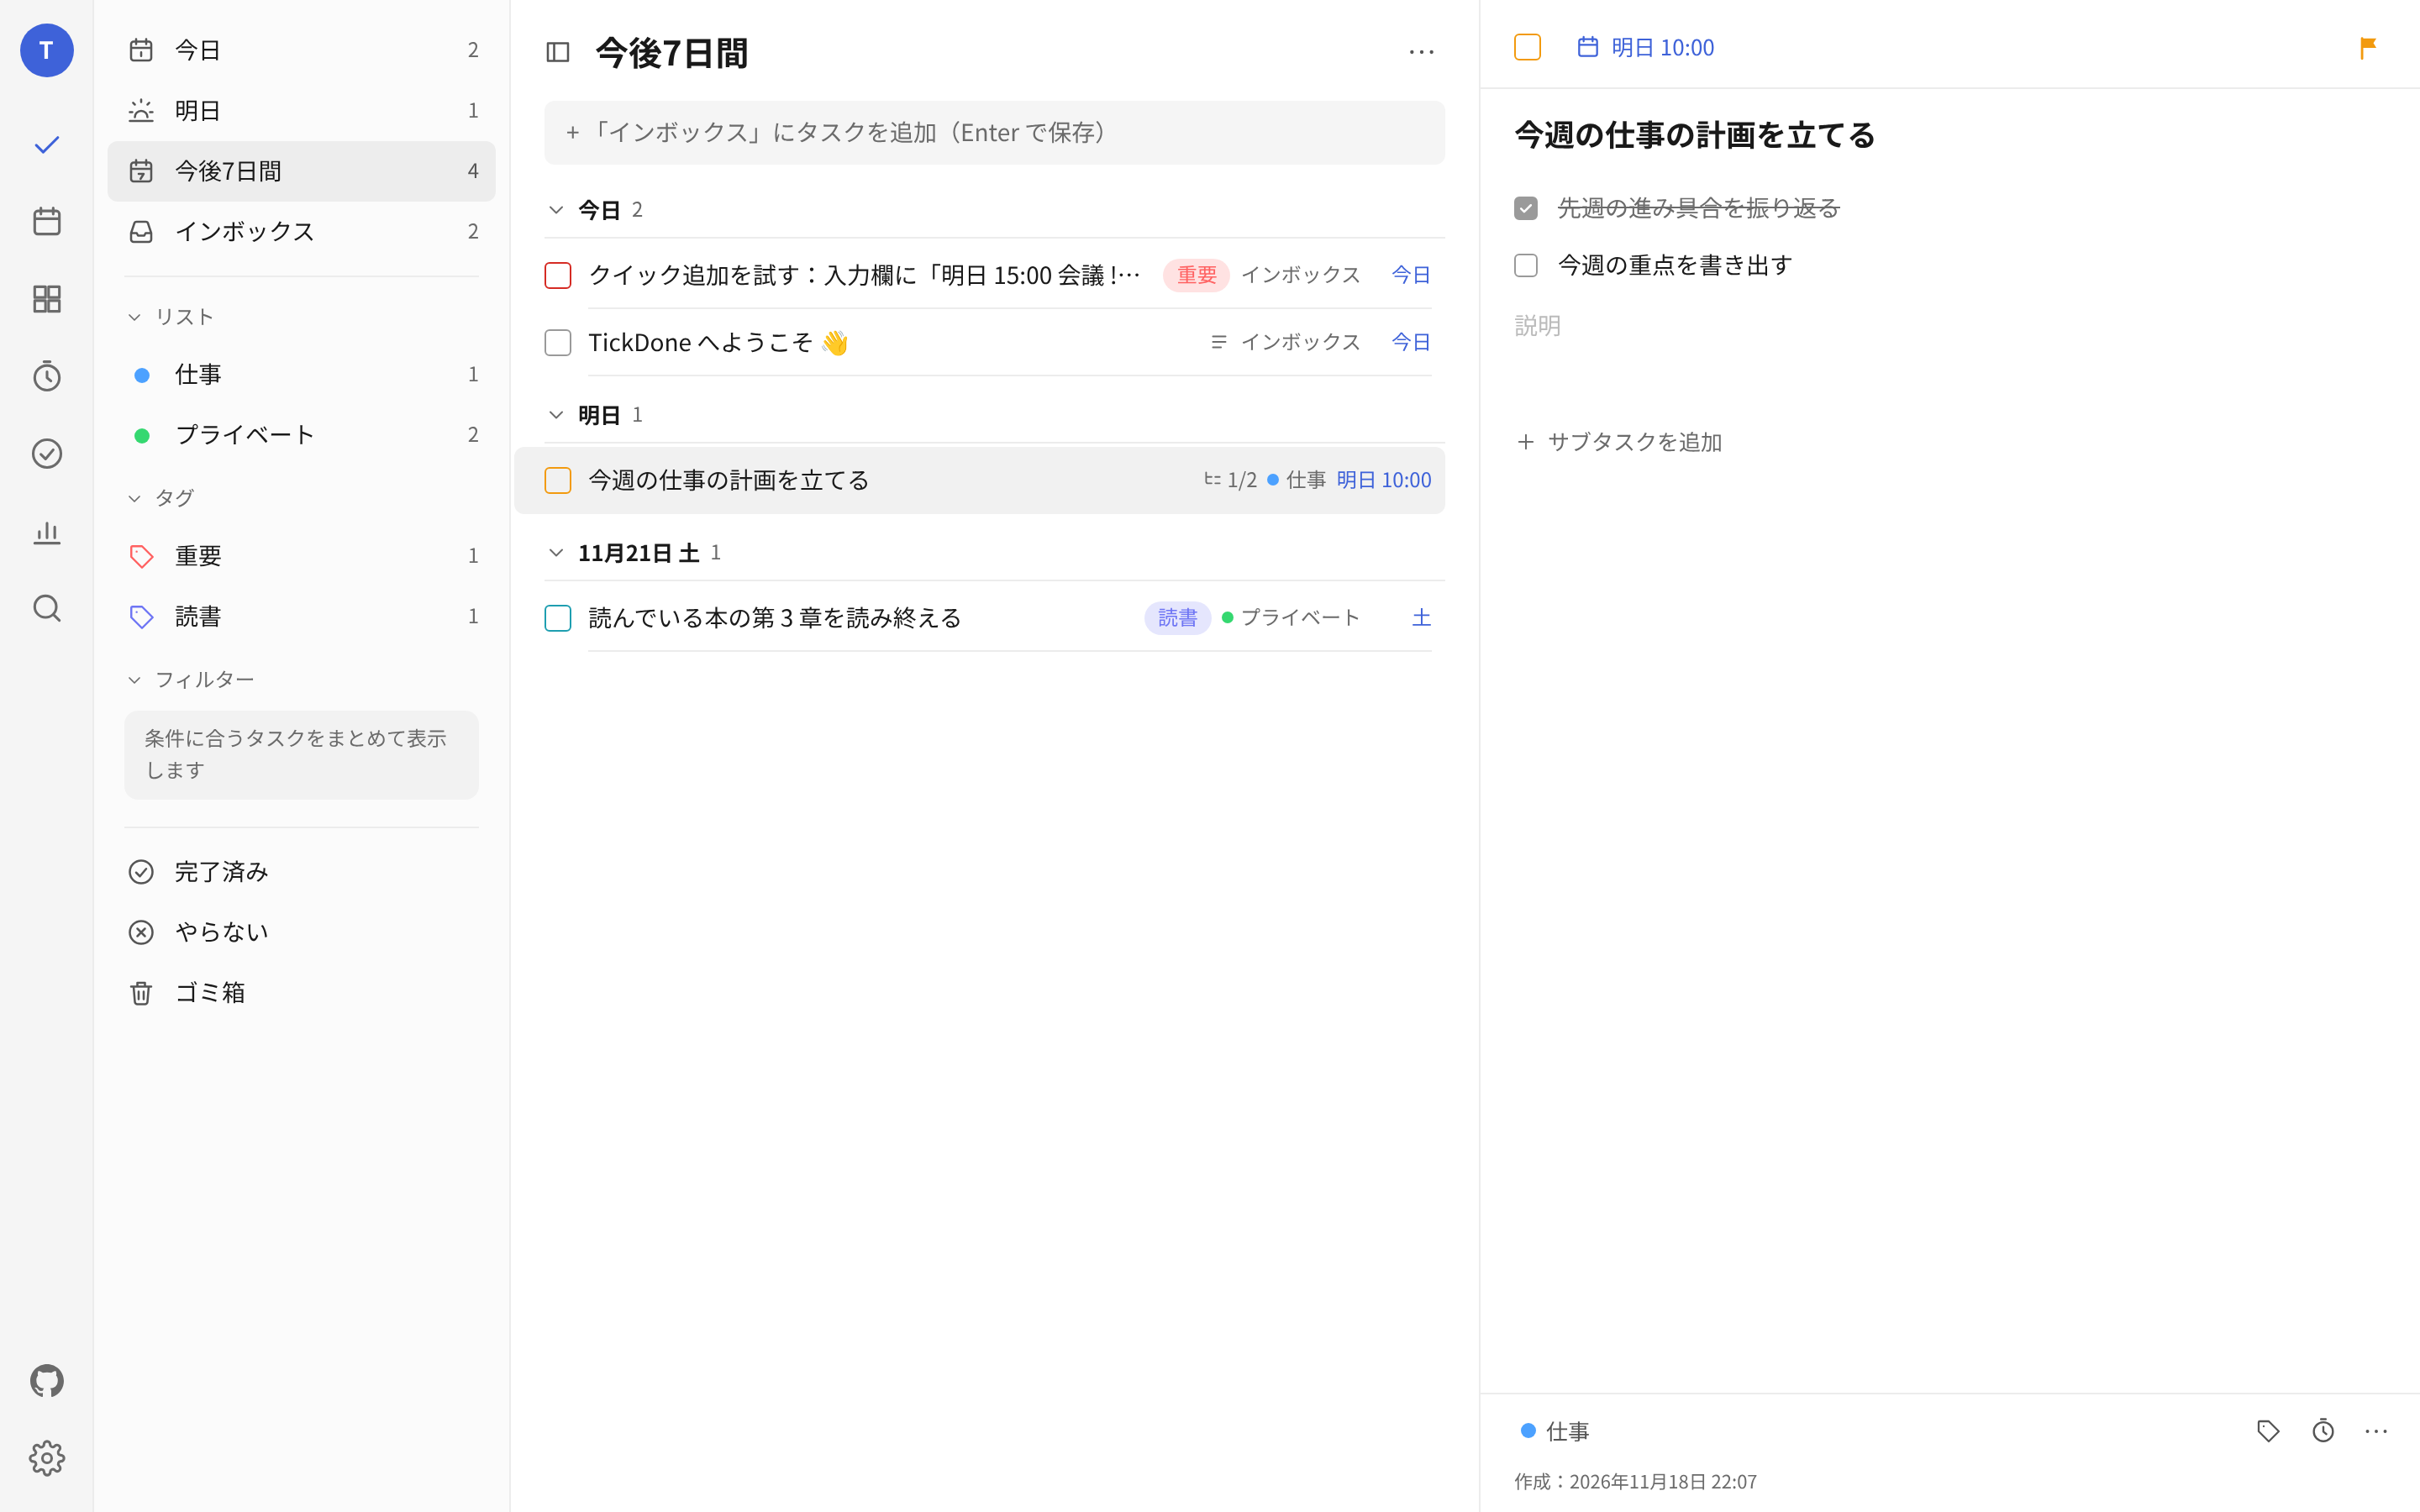 T
今日 2
明日 1
今後7日間 4
インボックス 2
リスト
仕事 1
プライベート 2
タグ
重要 1
読書 1
フィルター
条件に合うタスクをまとめて表示
します
完了済み
やらない
ゴミ箱
今後7日間
+ 「インボックス」にタスクを追加（Enter で保存）
今日 2
クイック追加を試す：入力欄に「明日 15:00 会議 !… 重要 インボックス 今日
TickDone へようこそ 👋 インボックス 今日
明日 1
今週の仕事の計画を立てる 1/2 仕事 明日 10:00
11月21日 土 1
読んでいる本の第 3 章を読み終える 読書 プライベート 土
明日 10:00
今週の仕事の計画を立てる
先週の進み具合を振り返る
今週の重点を書き出す
説明
+ サブタスクを追加
仕事
作成：2026年11月18日 22:07